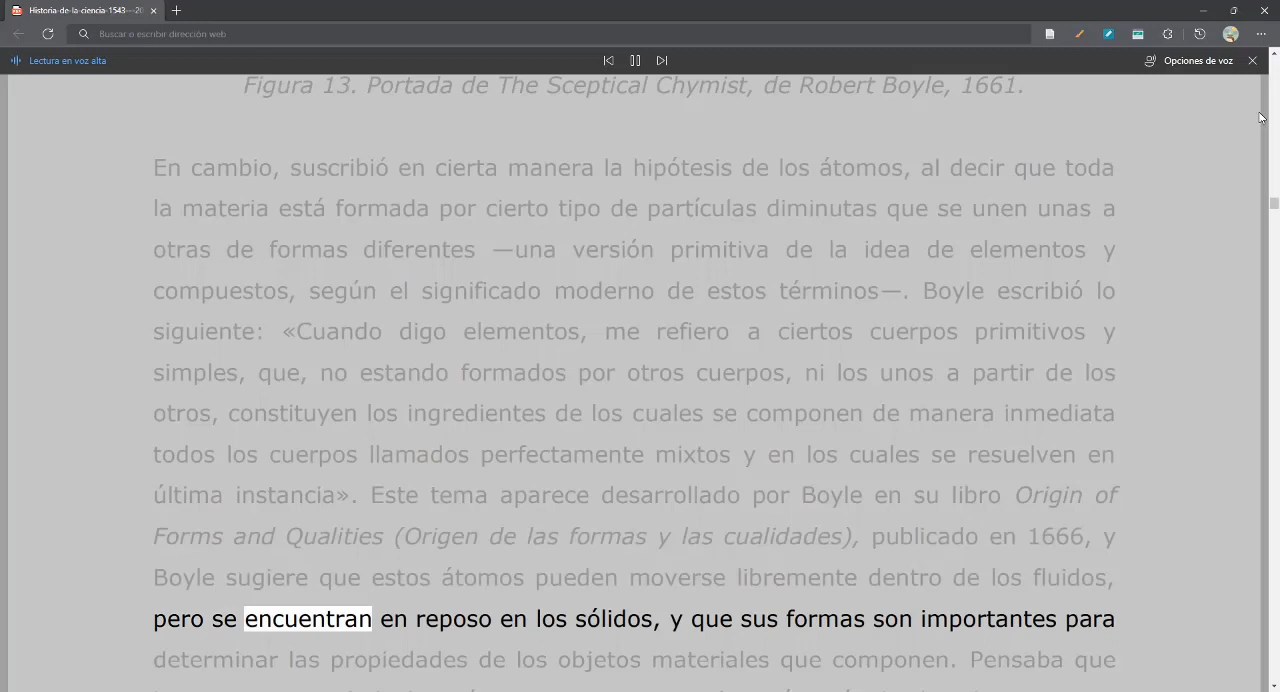 Historia-de-la-ciencia-1543---20
Buscar o escribir dirección web
Lectura en voz alta
Opciones de voz
Figura 13. Portada de The Sceptical Chymist, de Robert Boyle, 1661.
En cambio, suscribió en cierta manera la hipótesis de los átomos, al decir que toda
la materia está formada por cierto tipo de partículas diminutas que se unen unas a
otras de formas diferentes —una versión primitiva de la idea de elementos y
compuestos, según el significado moderno de estos términos—. Boyle escribió lo
siguiente: «Cuando digo elementos, me refiero a ciertos cuerpos primitivos y
simples, que, no estando formados por otros cuerpos, ni los unos a partir de los
otros, constituyen los ingredientes de los cuales se componen de manera inmediata
todos los cuerpos llamados perfectamente mixtos y en los cuales se resuelven en
última instancia». Este tema aparece desarrollado por Boyle en su libro Origin of
Forms and Qualities (Origen de las formas y las cualidades), publicado en 1666, y
Boyle sugiere que estos átomos pueden moverse libremente dentro de los fluidos,
pero se encuentran en reposo en los sólidos, y que sus formas son importantes para
determinar las propiedades de los objetos materiales que componen. Pensaba que